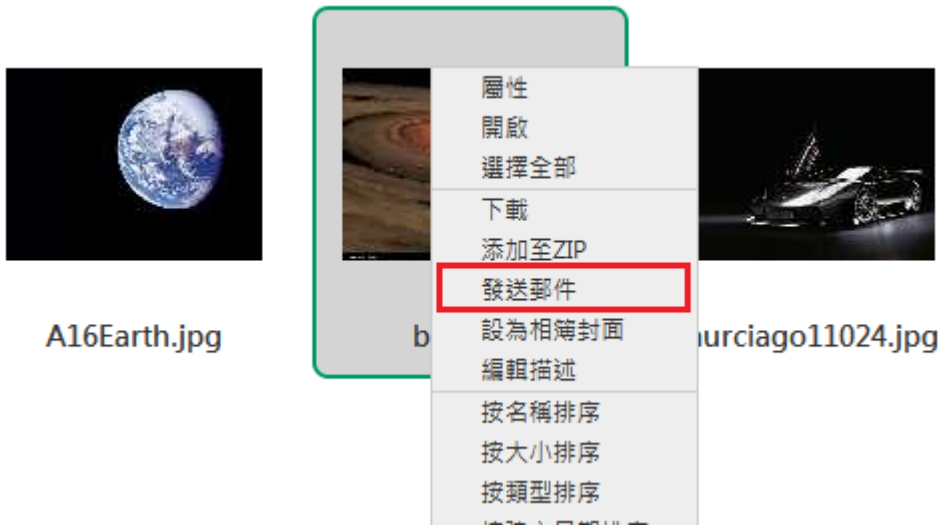 屬性
開啟
選擇全部
下載
添加至ZIP
發送郵件
A16Earth.jpg
b
urciago11024.jpg
設為相簿封面
編輯描述
按名稱排序
按大小排序
按類型排序